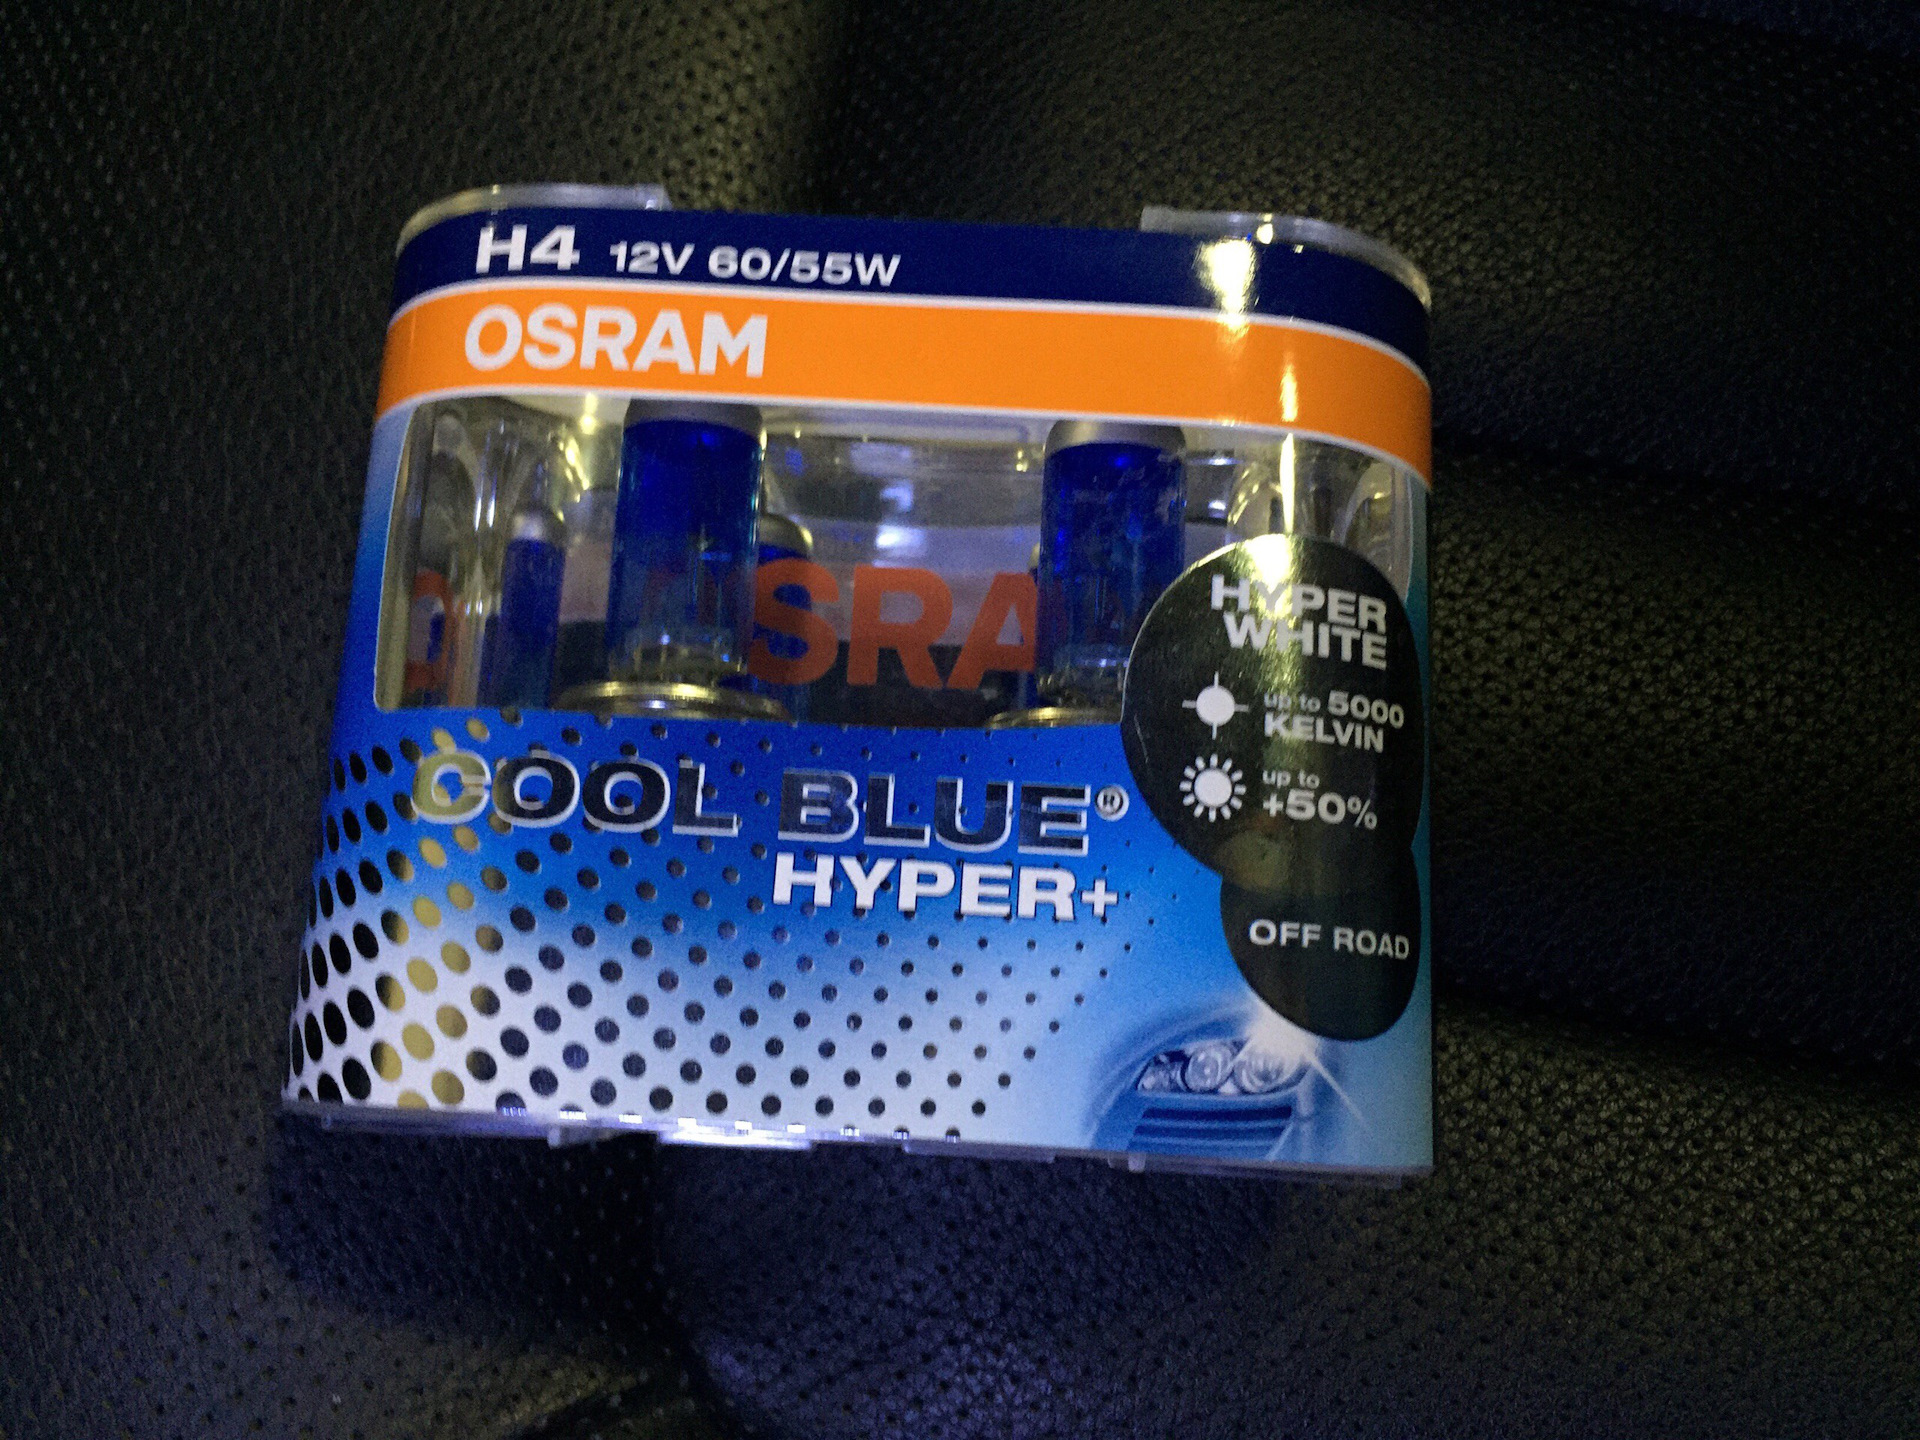 H4 12V 60/55W
OSRAM
OSRA
HYPER
WHITE
up to 5000
KELVIN
up to
+50%
COOL BLUE®
HYPER+
OFF ROAD